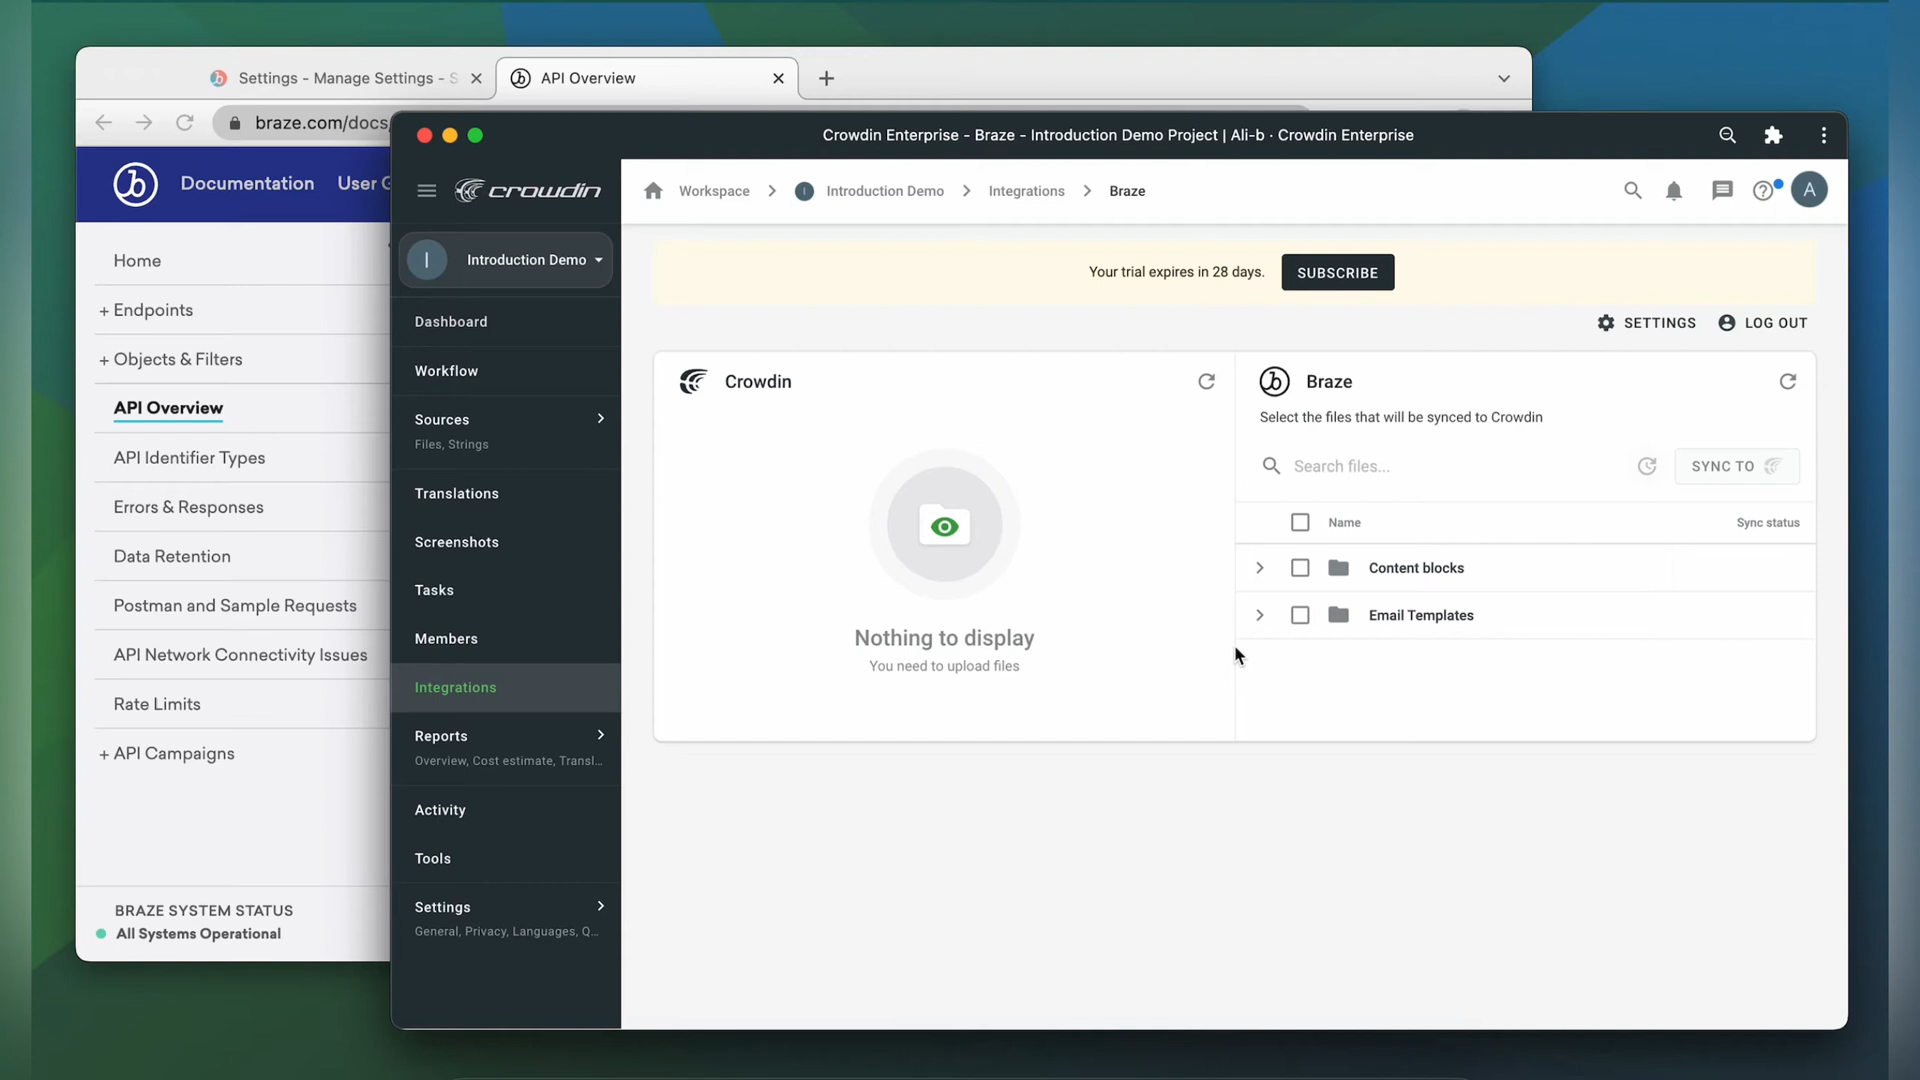 Settings - Manage Settings - S
API Overview
braze.com/docs/
Documentation
User G
Home
+ Endpoints
+ Objects & Filters
API Overview
API Identifier Types
Errors & Responses
Data Retention
Postman and Sample Requests
API Network Connectivity Issues
Rate Limits
+ API Campaigns
BRAZE SYSTEM STATUS
All Systems Operational
Crowdin Enterprise - Braze - Introduction Demo Project | Ali-b · Crowdin Enterprise
crowdin
I Introduction Demo
Dashboard
Workflow
Sources
Files, Strings
Translations
Screenshots
Tasks
Members
Integrations
Reports
Overview, Cost estimate, Transl...
Activity
Tools
Settings
General, Privacy, Languages, Q...
Workspace > I Introduction Demo > Integrations > Braze
A
Your trial expires in 28 days.
SUBSCRIBE
SETTINGS
LOG OUT
Crowdin
Nothing to display
You need to upload files
Braze
Select the files that will be synced to Crowdin
Search files...
SYNC TO
Name
Sync status
Content blocks
Email Templates